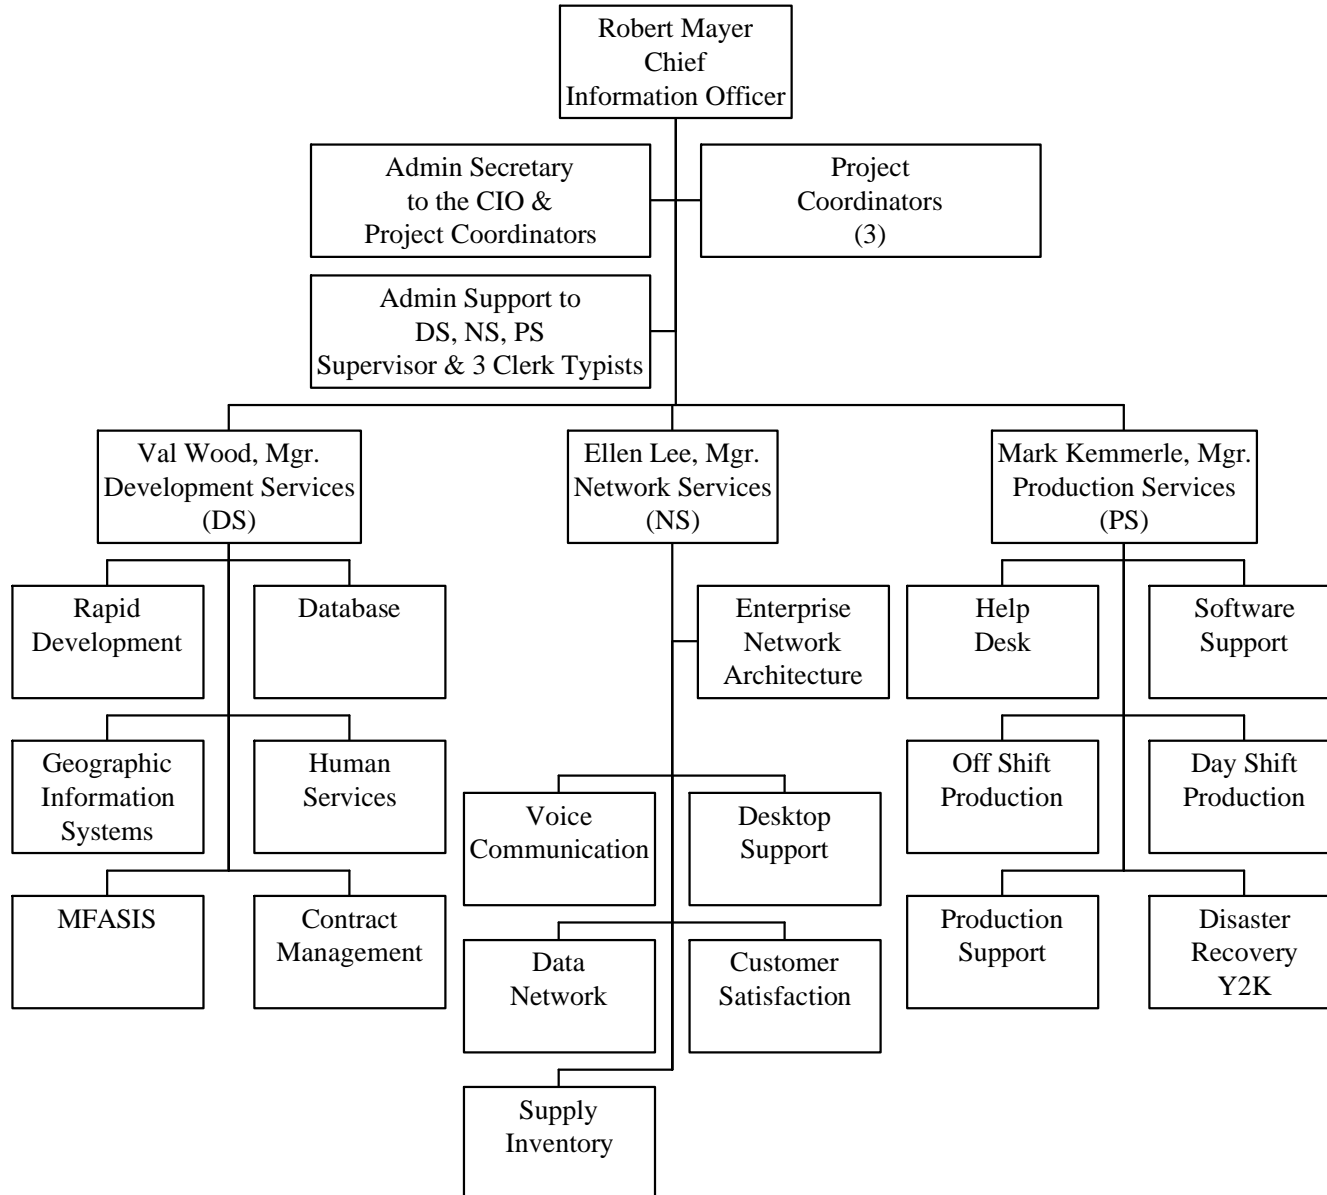 Robert Mayer
Chief
Information Officer
Admin Secretary
to the CIO &
Project Coordinators
Project
Coordinators
(3)
Admin Support to
DS, NS, PS
Supervisor & 3 Clerk Typists
Val Wood, Mgr.
Development Services
(DS)
Ellen Lee, Mgr.
Network Services
(NS)
Mark Kemmerle, Mgr.
Production Services
(PS)
Rapid
Development
Database
Enterprise
Network
Architecture
Help
Desk
Software
Support
Geographic
Information
Systems
Human
Services
Off Shift
Production
Day Shift
Production
Voice
Communication
Desktop
Support
MFASIS
Contract
Management
Production
Support
Disaster
Recovery
Y2K
Data
Network
Customer
Satisfaction
Supply
Inventory